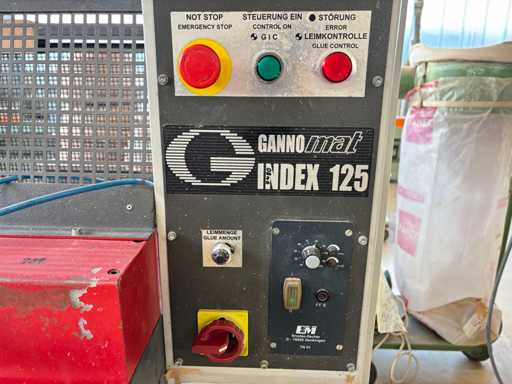 NOT STOP
EMERGENCY STOP
STEUERUNG EIN
CONTROL ON
G I C
STÖRUNG
ERROR
LEIMKONTROLLE
GLUE CONTROL
GANNOmat
INDEX 125
LEIMMENGE
GLUE AMOUNT
EM